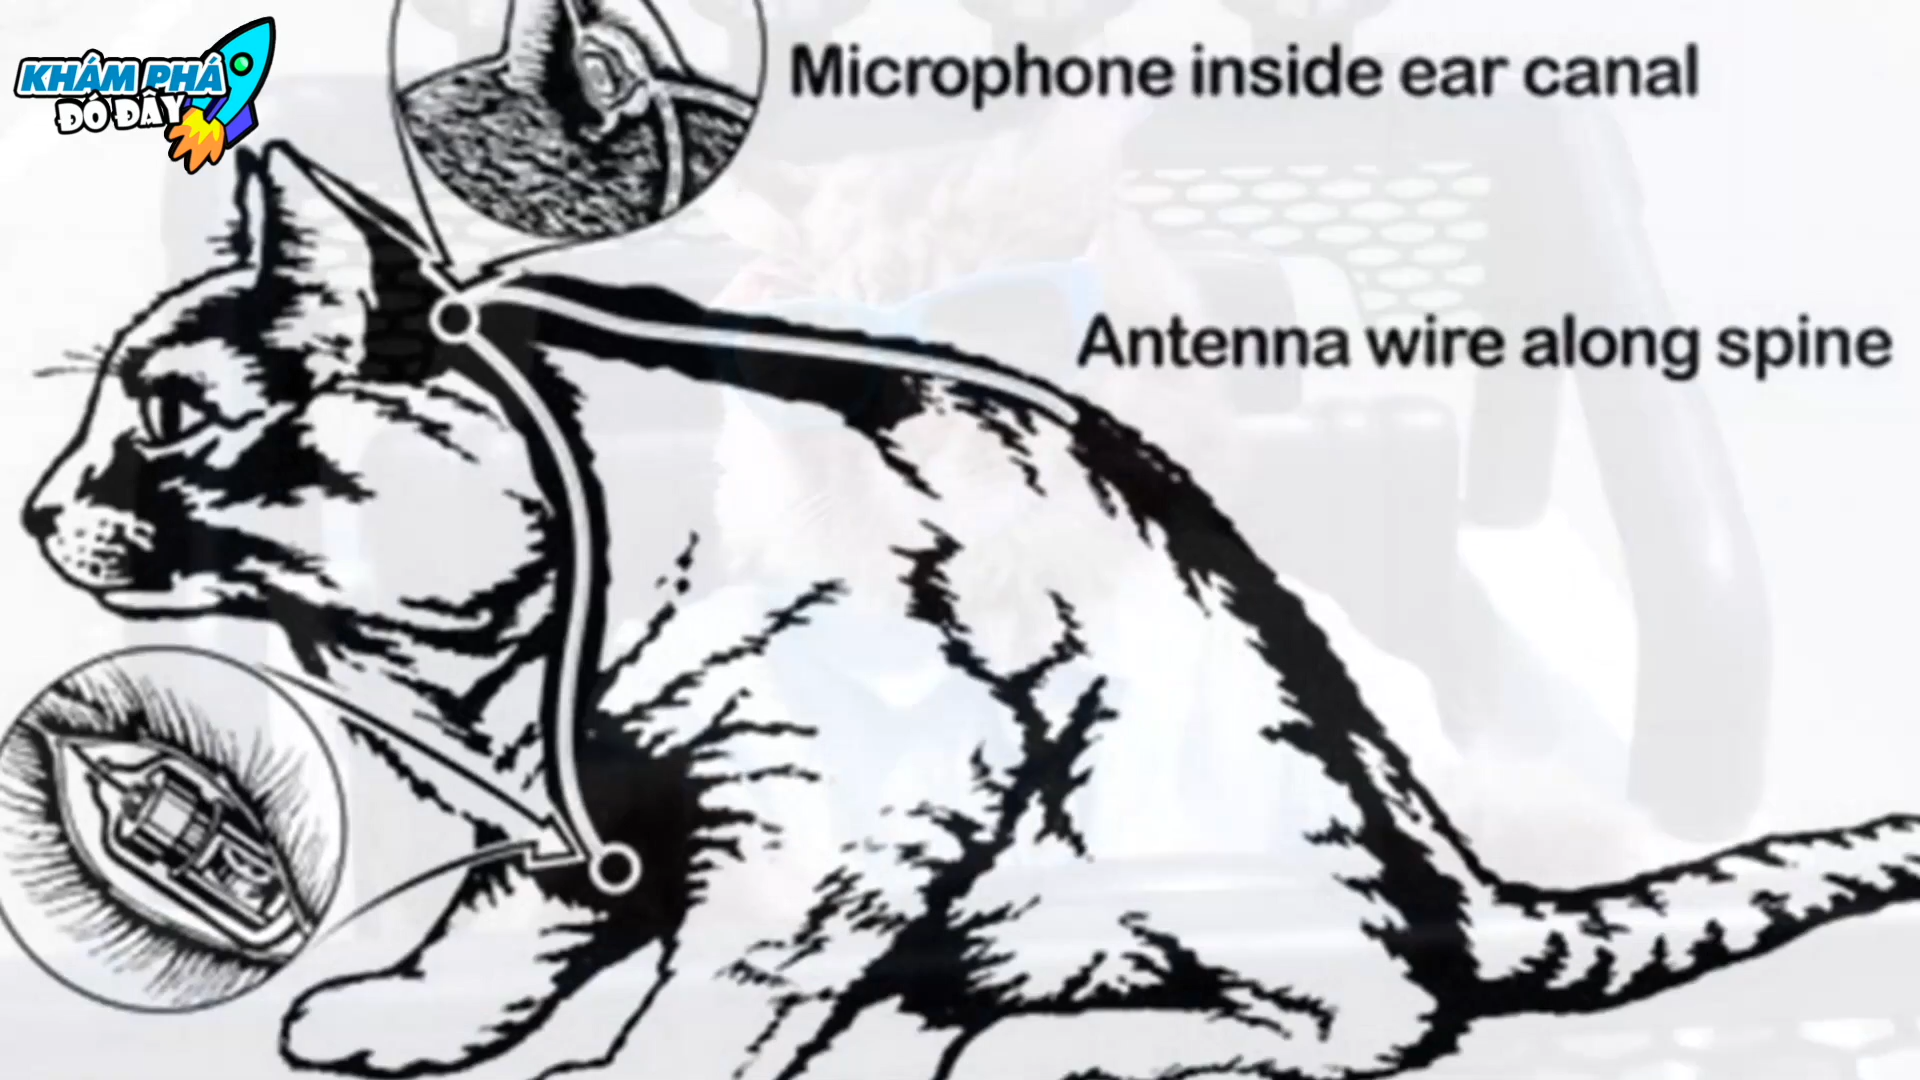 KHÁM PHÁ
ĐÓ ĐÂY
Microphone inside ear canal
Antenna wire along spine